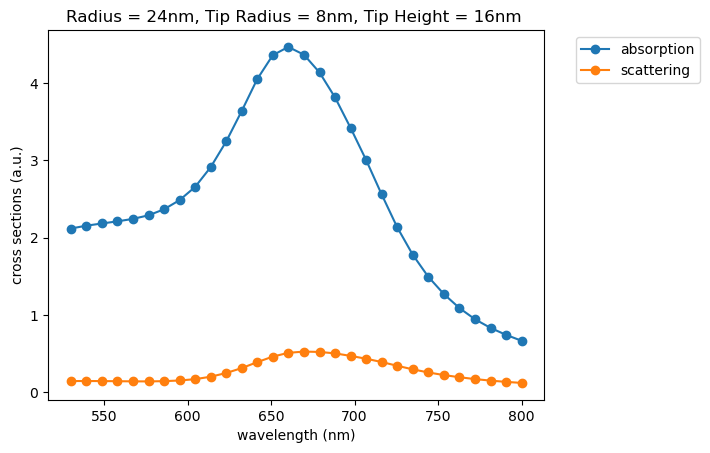 Radius = 24nm, Tip Radius = 8nm, Tip Height = 16nm
absorption
scattering
cross sections (a.u.)
4
3
2
1
0
550
600
650
700
750
800
wavelength (nm)